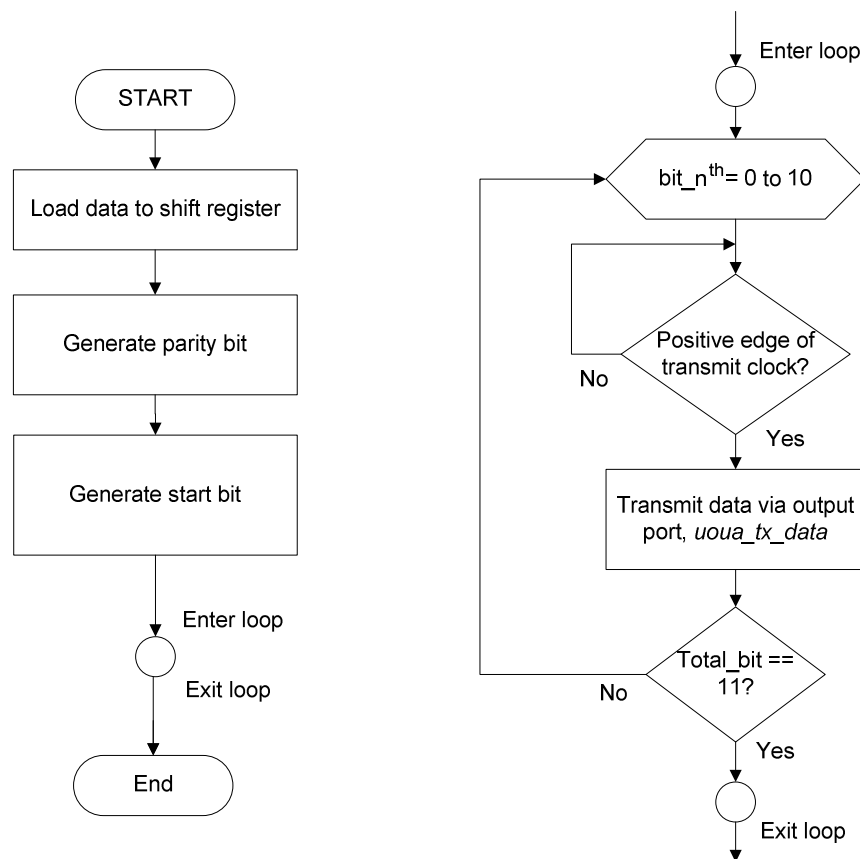 START
Load data to shift register
Generate parity bit
Generate start bit
Enter loop
Exit loop
End
Enter loop
bit_nth= 0 to 10
Positive edge of
transmit clock?
No
Yes
Transmit data via output
port, uoua_tx_data
Total_bit ==
11?
No
Yes
Exit loop